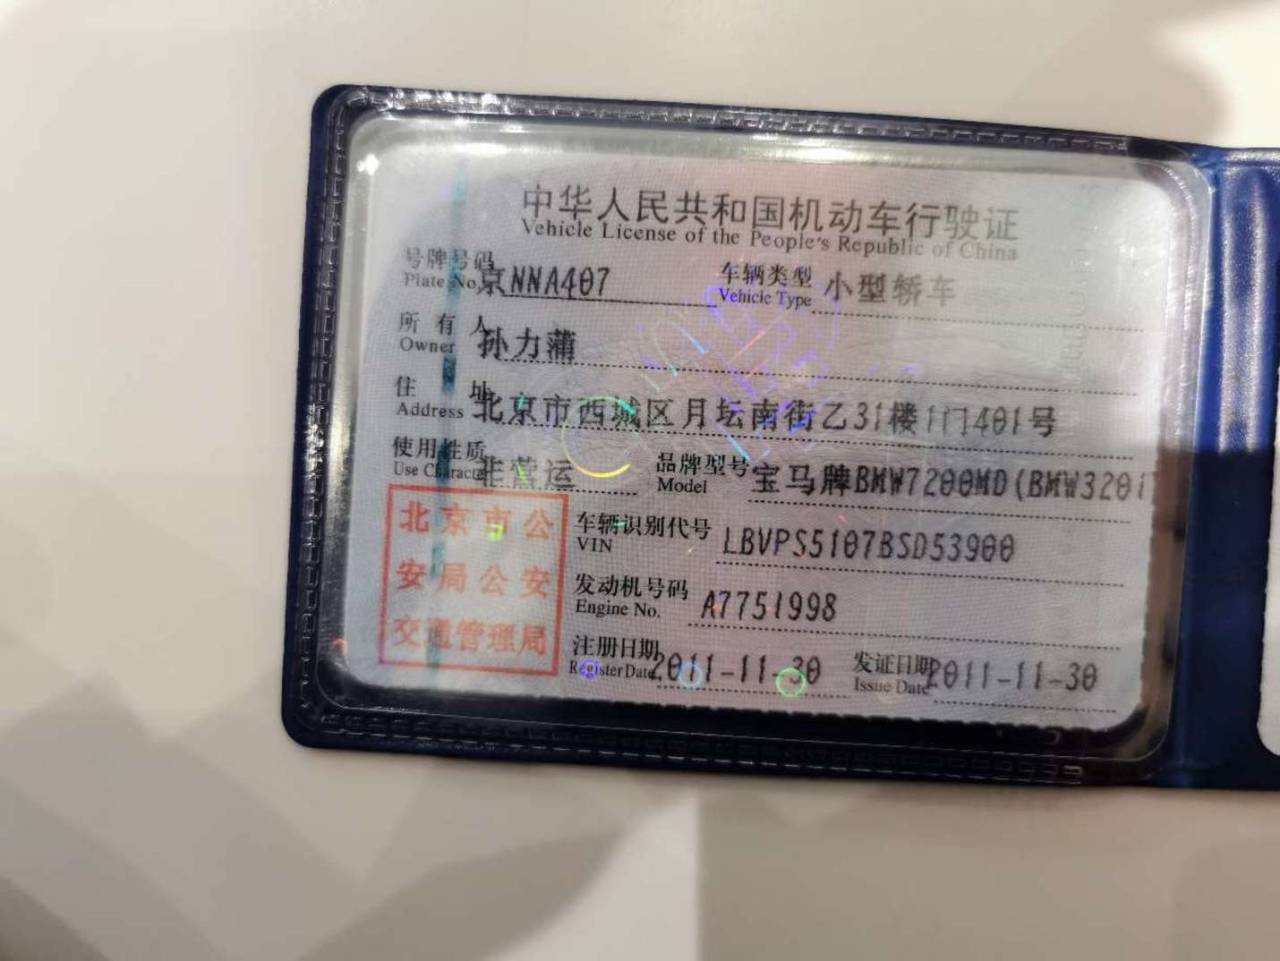 中华人民共和国机动车行驶证
Vehicle License of the People's Republic of China
号牌号码 京NNA407 车辆类型 小型轿车
Plate No. Vehicle Type
所有人 孙力蒲
Owner
住址 北京市西城区月坛南街乙31楼1门401号
Address
使用性质 非营运 品牌型号 宝马牌BMW7200MD(BMW320i
Use Character Model
北京市公
安局公安
交通管理局
车辆识别代号 LBVPS5107BSD53900
VIN
发动机号码 A7751998
Engine No.
注册日期 2011-11-30 发证日期 2011-11-30
Register Date Issue Date